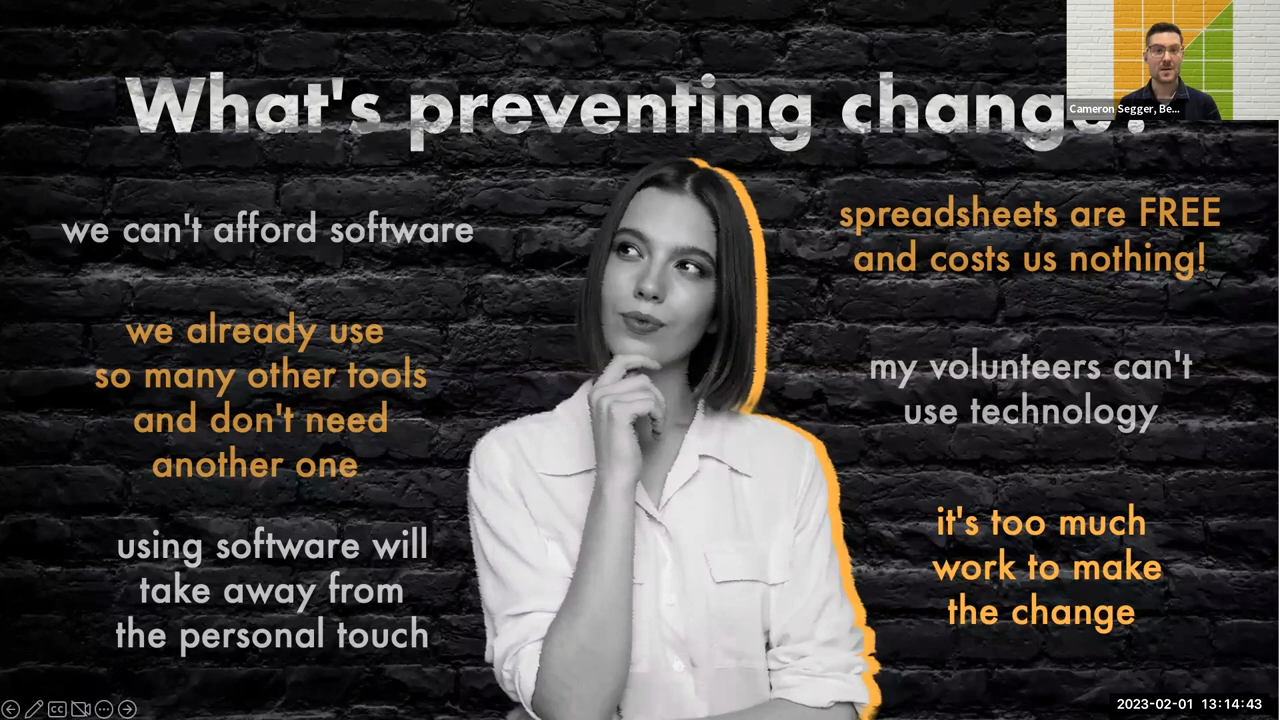 What's preventing change?
Cameron Segger, Be...
we can't afford software
we already use
so many other tools
and don't need
another one
using software will
take away from
the personal touch
spreadsheets are FREE
and costs us nothing!
my volunteers can't
use technology
it's too much
work to make
the change
CC
2023-02-01 13:14:43